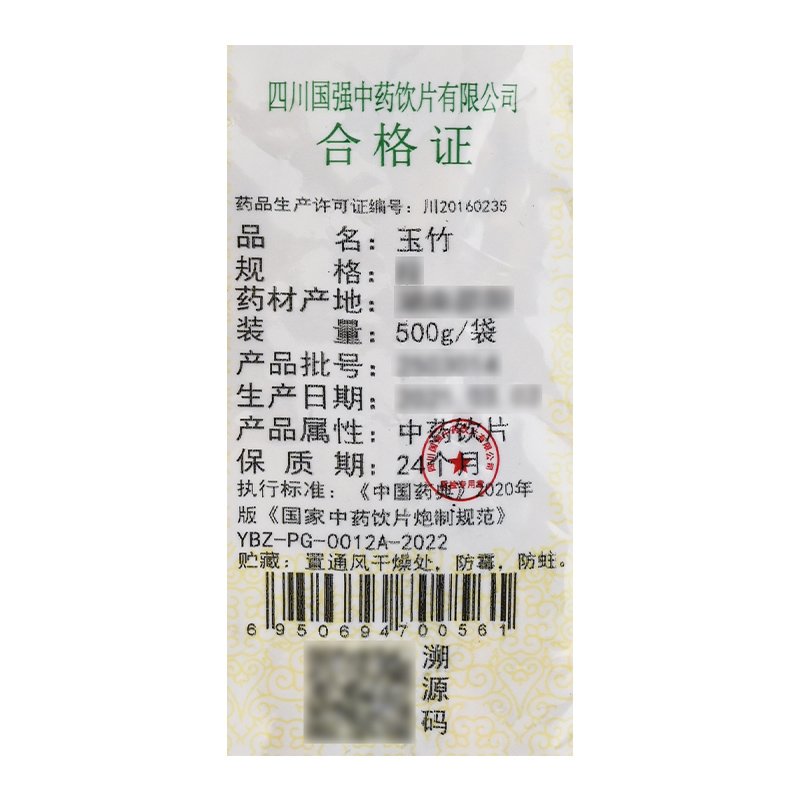 四川国强中药饮片有限公司
合格证
药品生产许可证编号：川20160235
品 名：玉竹
规 格：
药材产地：
装 量：500g/袋
产品批号：
生产日期：
产品属性：中药饮片
保 质 期：24个月
执行标准：《中国药典》2020年
版《国家中药饮片炮制规范》
YBZ-PG-0012A-2022
贮藏：置通风干燥处，防霉，防蛀。
6950694700561
溯
源
码